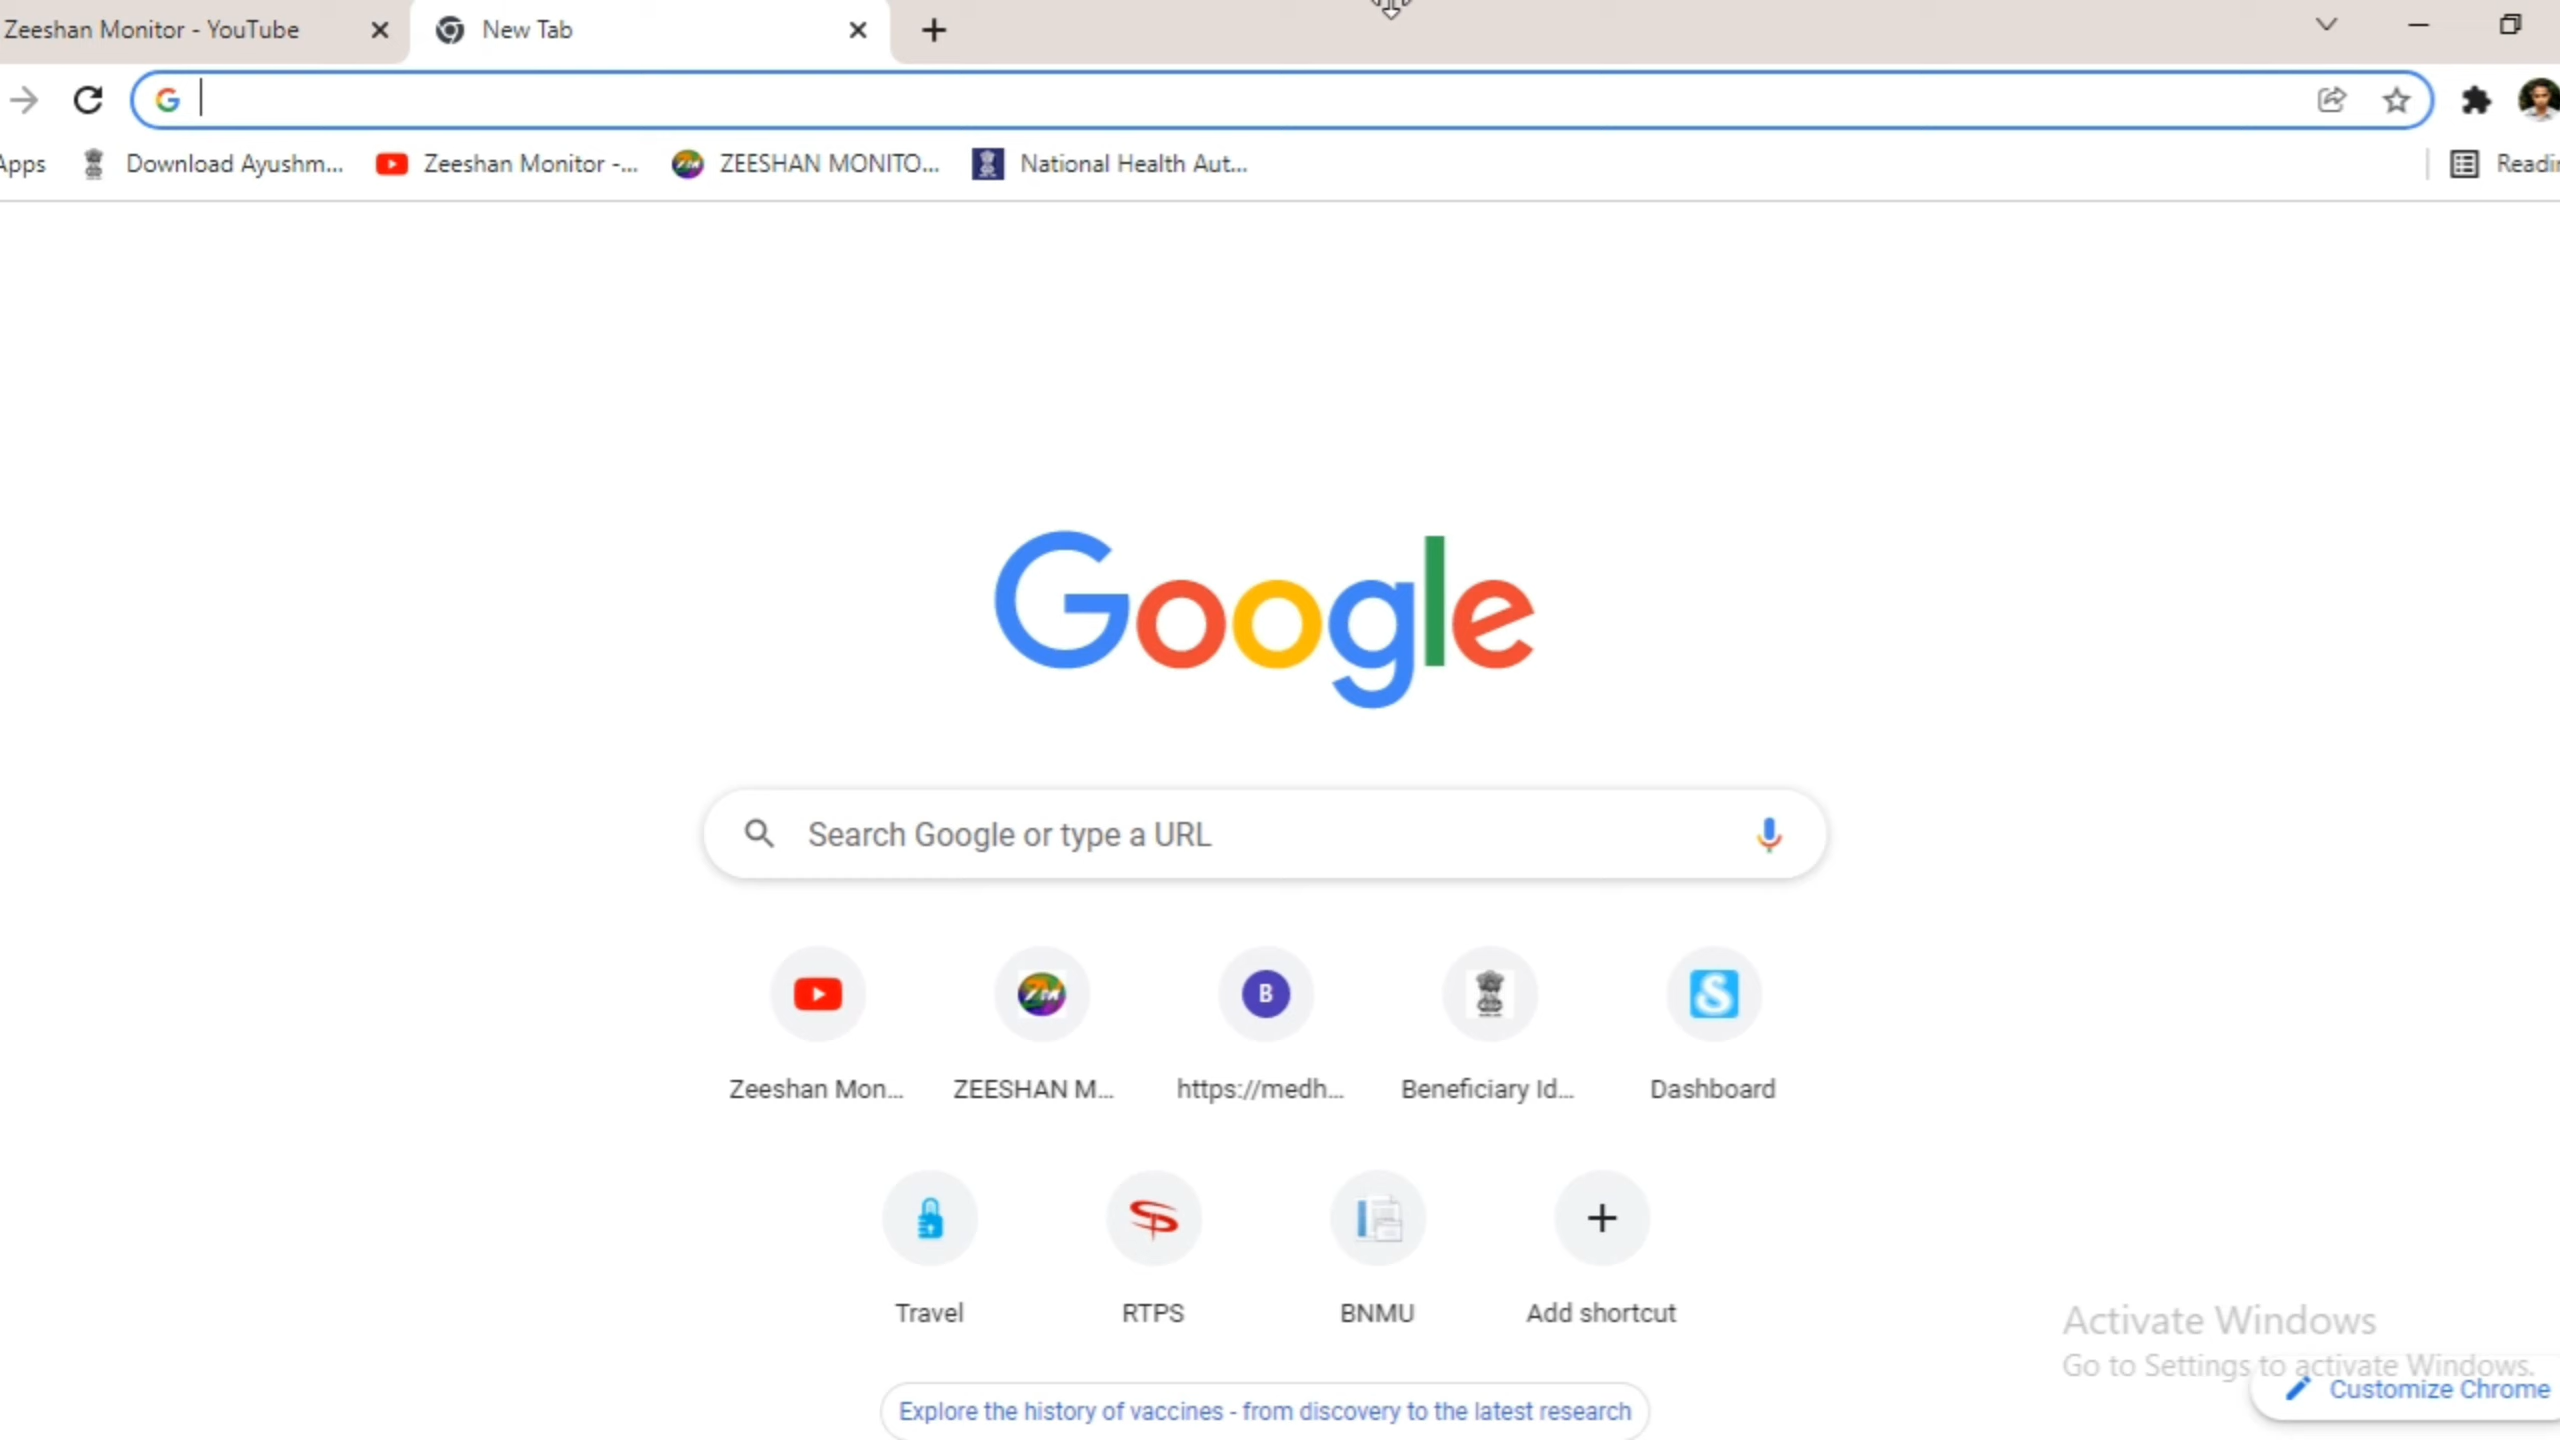 Zeeshan Monitor - YouTube
New Tab
Apps
Download Ayushm...
Zeeshan Monitor -...
ZEESHAN MONITO...
National Health Aut...
Readin
Google
Search Google or type a URL
B
Zeeshan Mon...
ZEESHAN M...
https://medh...
Beneficiary Id...
Dashboard
Travel
RTPS
BNMU
Add shortcut
Activate Windows
Go to Settings to activate Windows.
Customize Chrome
Explore the history of vaccines - from discovery to the latest research